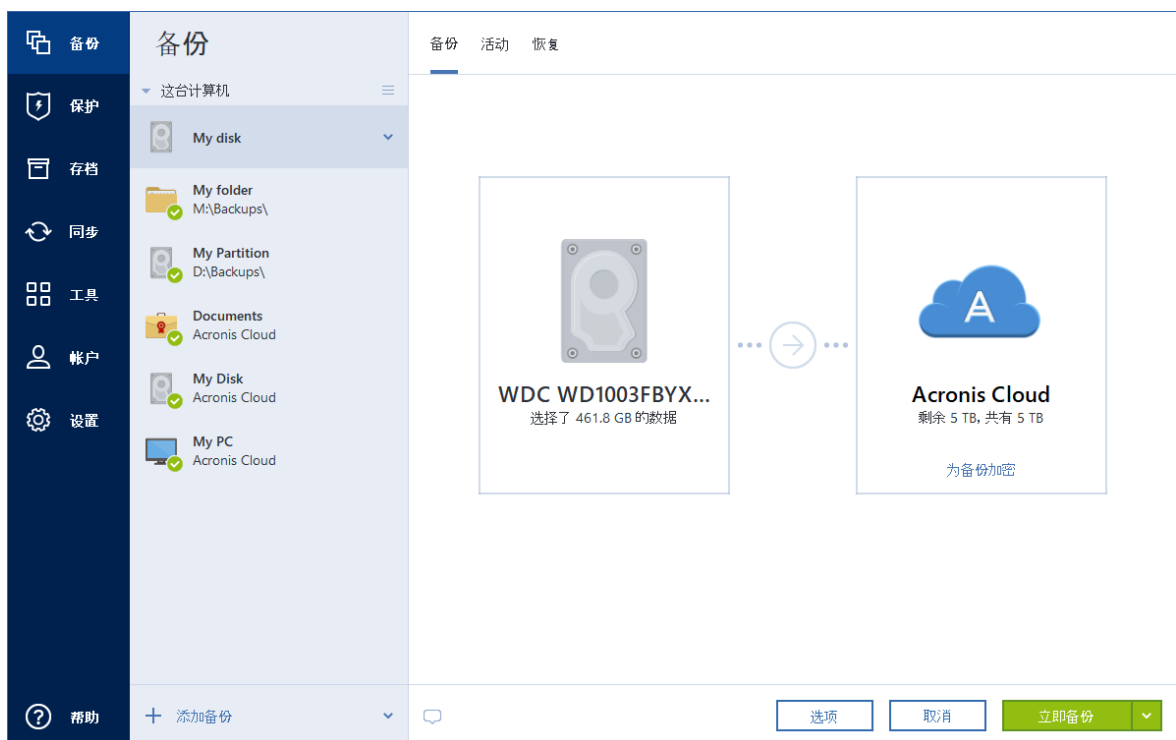 备份
保护
存档
同步
工具
帐户
设置
帮助
备份
这台计算机
My disk
My folder
M:\Backups\
My Partition
D:\Backups\
Documents
Acronis Cloud
My Disk
Acronis Cloud
My PC
Acronis Cloud
添加备份
备份 活动 恢复
WDC WD1003FBYX...
选择了 461.8 GB 的数据
Acronis Cloud
剩余 5 TB, 共有 5 TB
为备份加密
选项 取消 立即备份